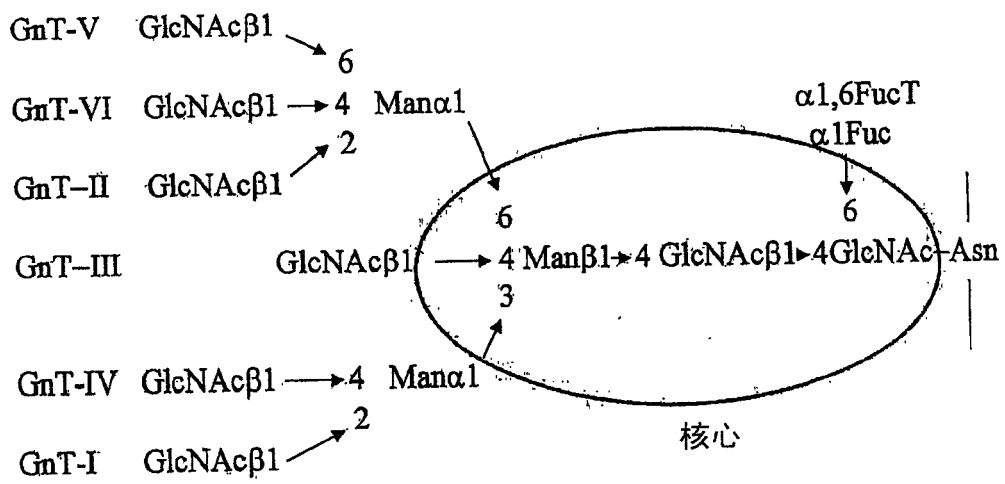 GnT-V GlcNAcβ1
6
GnT-VI GlcNAcβ1 4 Manα1
2
GnT–II GlcNAcβ1
α1,6FucT
α1Fuc
6
6
GnT–III GlcNAcβ1 4 Manβ1 4 GlcNAcβ1 4GlcNAc–Asn
3
GnT-IV GlcNAcβ1 4 Manα1
2
GnT-I GlcNAcβ1
核心